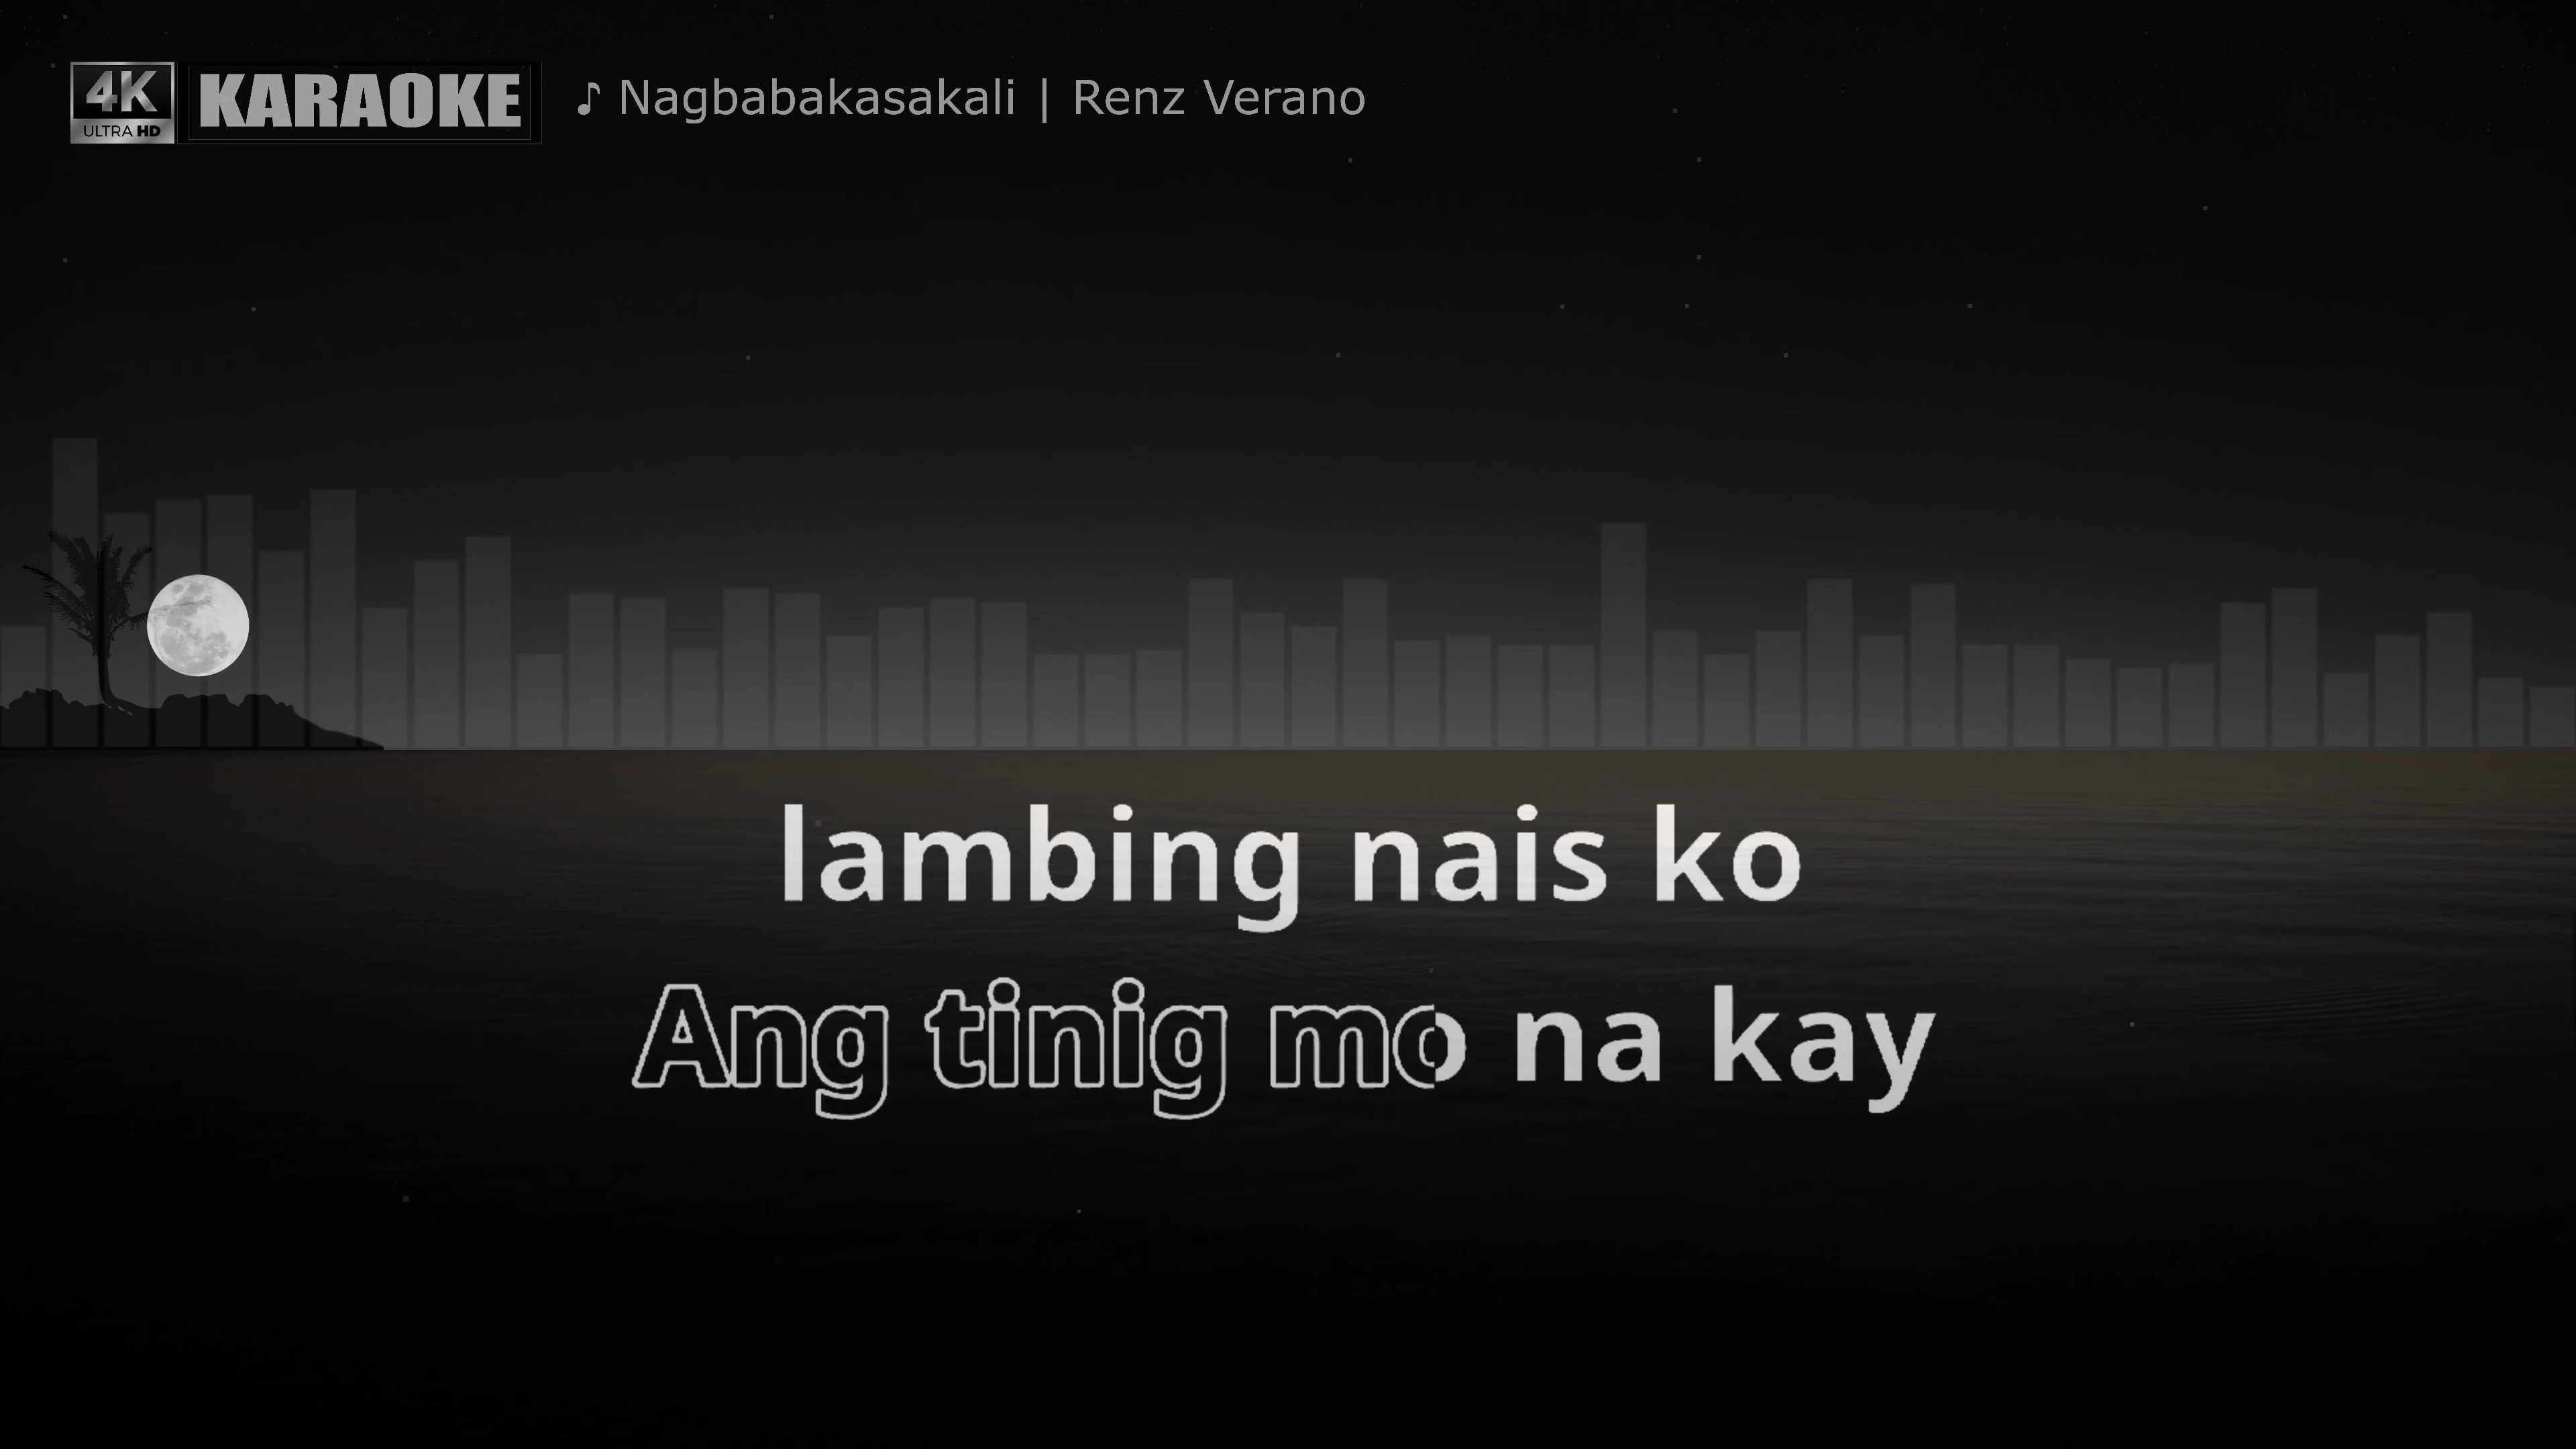 4K
ULTRA HD
KARAOKE
♪ Nagbabakasakali | Renz Verano
lambing nais ko
Ang tinig mo na kay